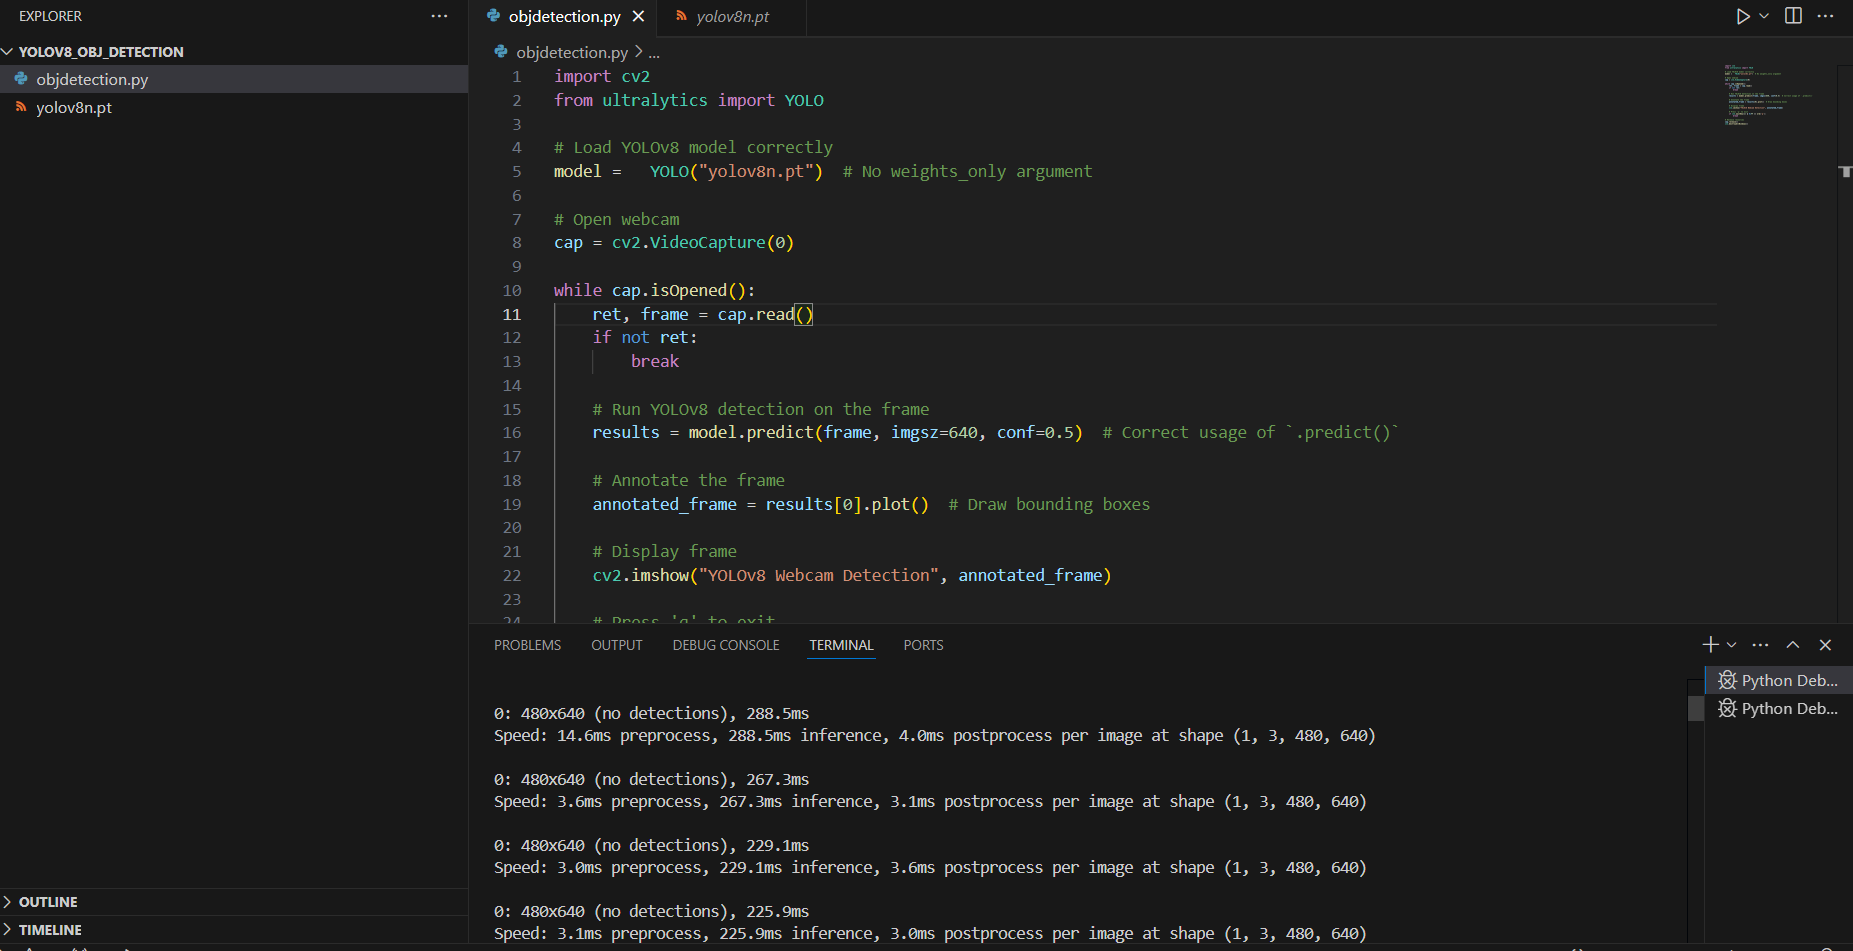 EXPLORER
YOLOV8_OBJ_DETECTION
objdetection.py
yolov8n.pt
OUTLINE
TIMELINE
objdetection.py
yolov8n.pt
objdetection.py > ...
1 import cv2
2 from ultralytics import YOLO
3
4 # Load YOLOv8 model correctly
5 model =   YOLO("yolov8n.pt")  # No weights_only argument
6
7 # Open webcam
8 cap = cv2.VideoCapture(0)
9
10 while cap.isOpened():
11     ret, frame = cap.read()
12     if not ret:
13         break
14
15     # Run YOLOv8 detection on the frame
16     results = model.predict(frame, imgsz=640, conf=0.5)  # Correct usage of `.predict()`
17
18     # Annotate the frame
19     annotated_frame = results[0].plot()  # Draw bounding boxes
20
21     # Display frame
22     cv2.imshow("YOLOv8 Webcam Detection", annotated_frame)
23
24     # Press 'q' to exit
PROBLEMS OUTPUT DEBUG CONSOLE TERMINAL PORTS
0: 480x640 (no detections), 288.5ms
Speed: 14.6ms preprocess, 288.5ms inference, 4.0ms postprocess per image at shape (1, 3, 480, 640)
0: 480x640 (no detections), 267.3ms
Speed: 3.6ms preprocess, 267.3ms inference, 3.1ms postprocess per image at shape (1, 3, 480, 640)
0: 480x640 (no detections), 229.1ms
Speed: 3.0ms preprocess, 229.1ms inference, 3.6ms postprocess per image at shape (1, 3, 480, 640)
0: 480x640 (no detections), 225.9ms
Speed: 3.1ms preprocess, 225.9ms inference, 3.0ms postprocess per image at shape (1, 3, 480, 640)
Python Deb...
Python Deb...